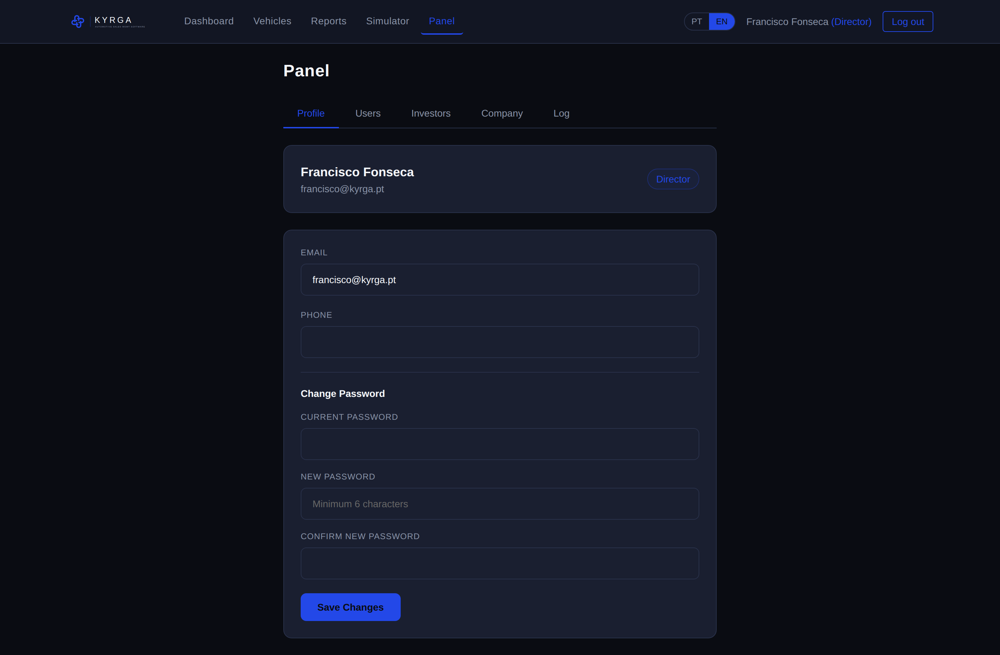 KYRGA
AUTOMOTIVE SALES MGMT SOFTWARE
Dashboard Vehicles Reports Simulator Panel
PT EN Francisco Fonseca (Director) Log out
Panel
Profile Users Investors Company Log
Francisco Fonseca
francisco@kyrga.pt
Director
EMAIL
francisco@kyrga.pt
PHONE
Change Password
CURRENT PASSWORD
NEW PASSWORD
Minimum 6 characters
CONFIRM NEW PASSWORD
Save Changes